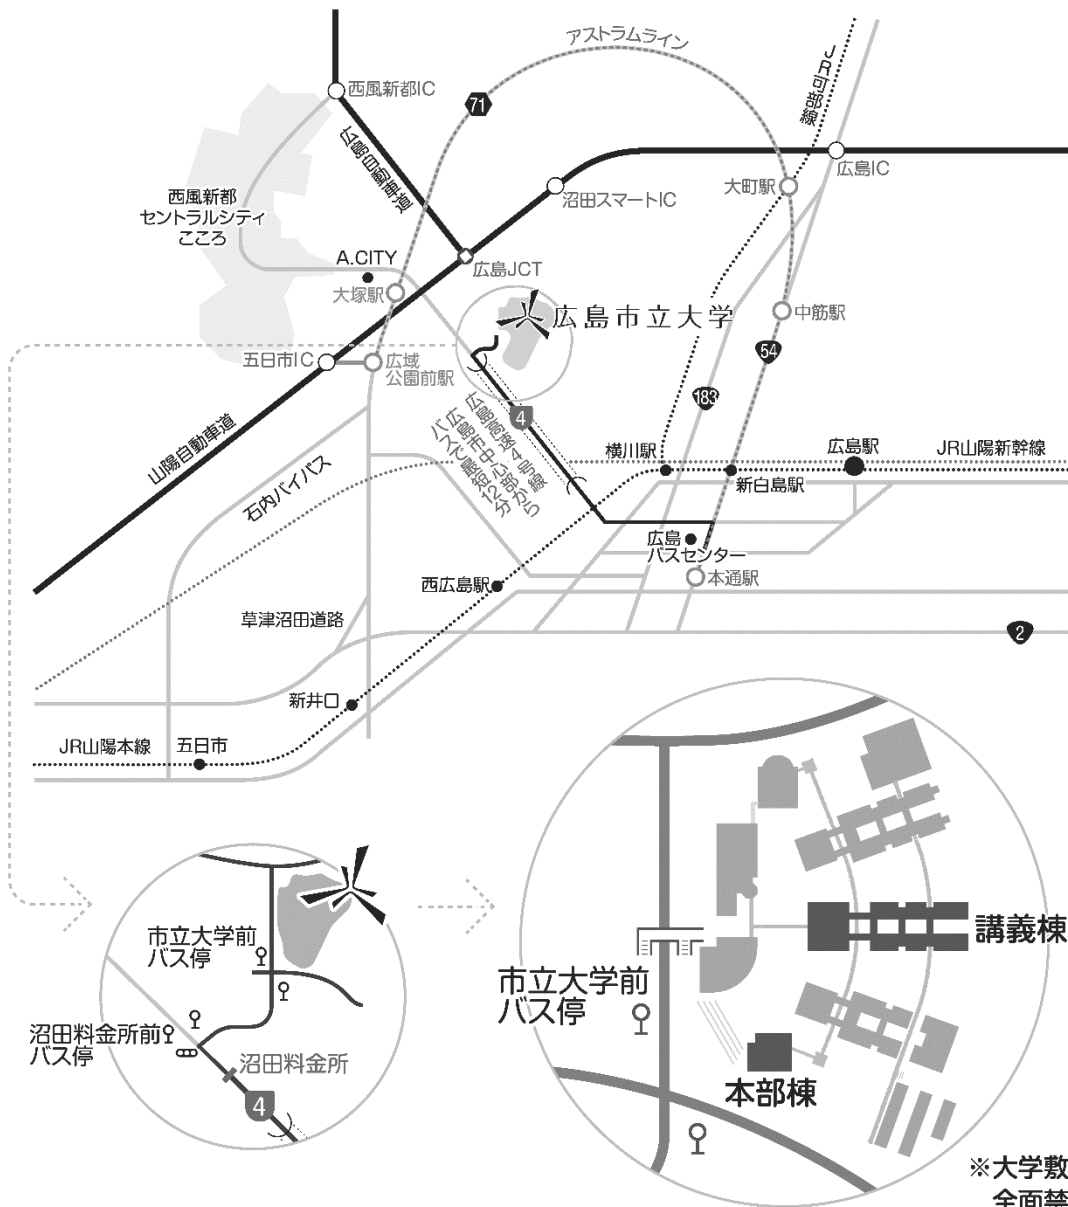 アストラムライン
JR可部線
西風新都IC
71
広島自動車道
広島IC
大町駅
沼田スマートIC
西風新都
セントラルシティ
こころ
A.CITY
広島JCT
大塚駅
広島市立大学
中筋駅
54
五日市IC
広域
公園前駅
183
4
広島高速4号線から
広島市中心部
バスで最短12分
山陽自動車道
石内バイパス
横川駅
広島駅
JR山陽新幹線
新白島駅
広島
バスセンター
本通駅
西広島駅
草津沼田道路
2
新井口
JR山陽本線
五日市
市立大学前
バス停
沼田料金所前
バス停
沼田料金所
4
講義棟
市立大学前
バス停
本部棟
※大学敷
全面禁